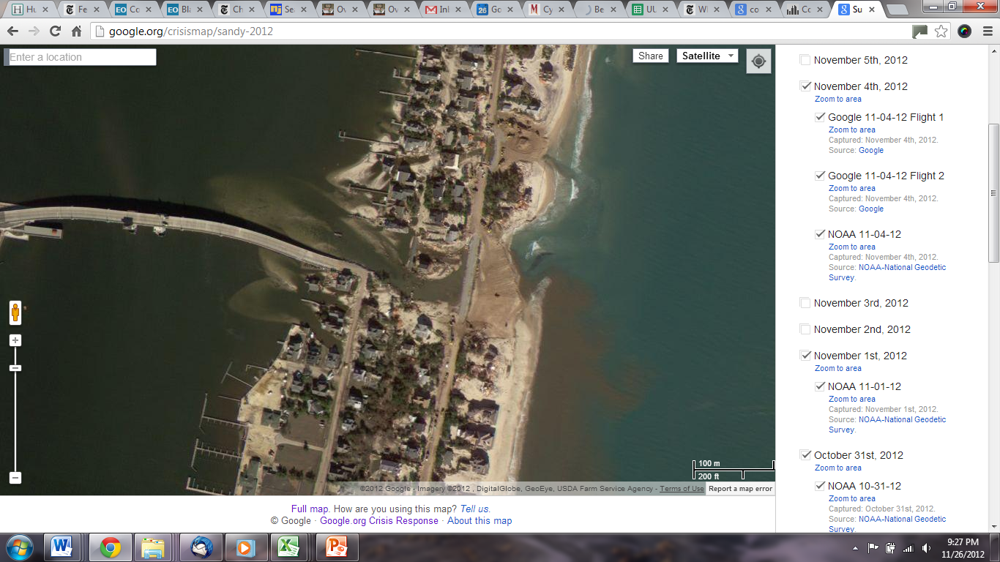 Hu
Fe
Co
Bla
Ch
Sea
Ov
Ov
Inl
26
Go
Cy
Be
UU
Wl
co
Co
Su
google.org/crisismap/sandy-2012
Enter a location
Share
Satellite
November 5th, 2012
November 4th, 2012
Zoom to area
Google 11-04-12 Flight 1
Zoom to area
Captured: November 4th, 2012.
Source: Google
Google 11-04-12 Flight 2
Zoom to area
Captured: November 4th, 2012.
Source: Google
NOAA 11-04-12
Zoom to area
Captured: November 4th, 2012.
Source: NOAA-National Geodetic
Survey.
November 3rd, 2012
November 2nd, 2012
November 1st, 2012
Zoom to area
NOAA 11-01-12
Zoom to area
Captured: November 1st, 2012.
Source: NOAA-National Geodetic
Survey.
October 31st, 2012
Zoom to area
NOAA 10-31-12
Zoom to area
Captured: October 31st, 2012.
Source: NOAA-National Geodetic
Survey.
100 m
200 ft
©2012 Google - Imagery ©2012 , DigitalGlobe, GeoEye, USDA Farm Service Agency - Terms of Use
Report a map error
Full map. How are you using this map? Tell us.
© Google · Google.org Crisis Response · About this map
9:27 PM
11/26/2012